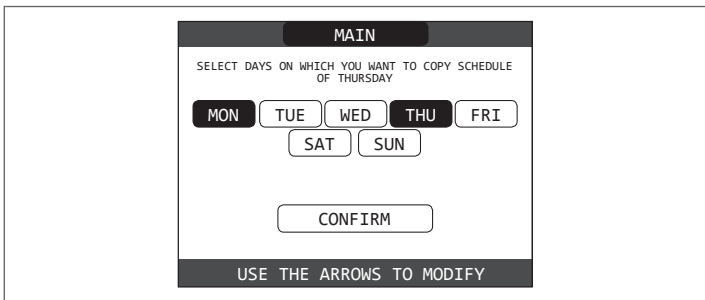 MAIN
SELECT DAYS ON WHICH YOU WANT TO COPY SCHEDULE
OF THURSDAY
MON TUE WED THU FRI
SAT SUN
CONFIRM
USE THE ARROWS TO MODIFY